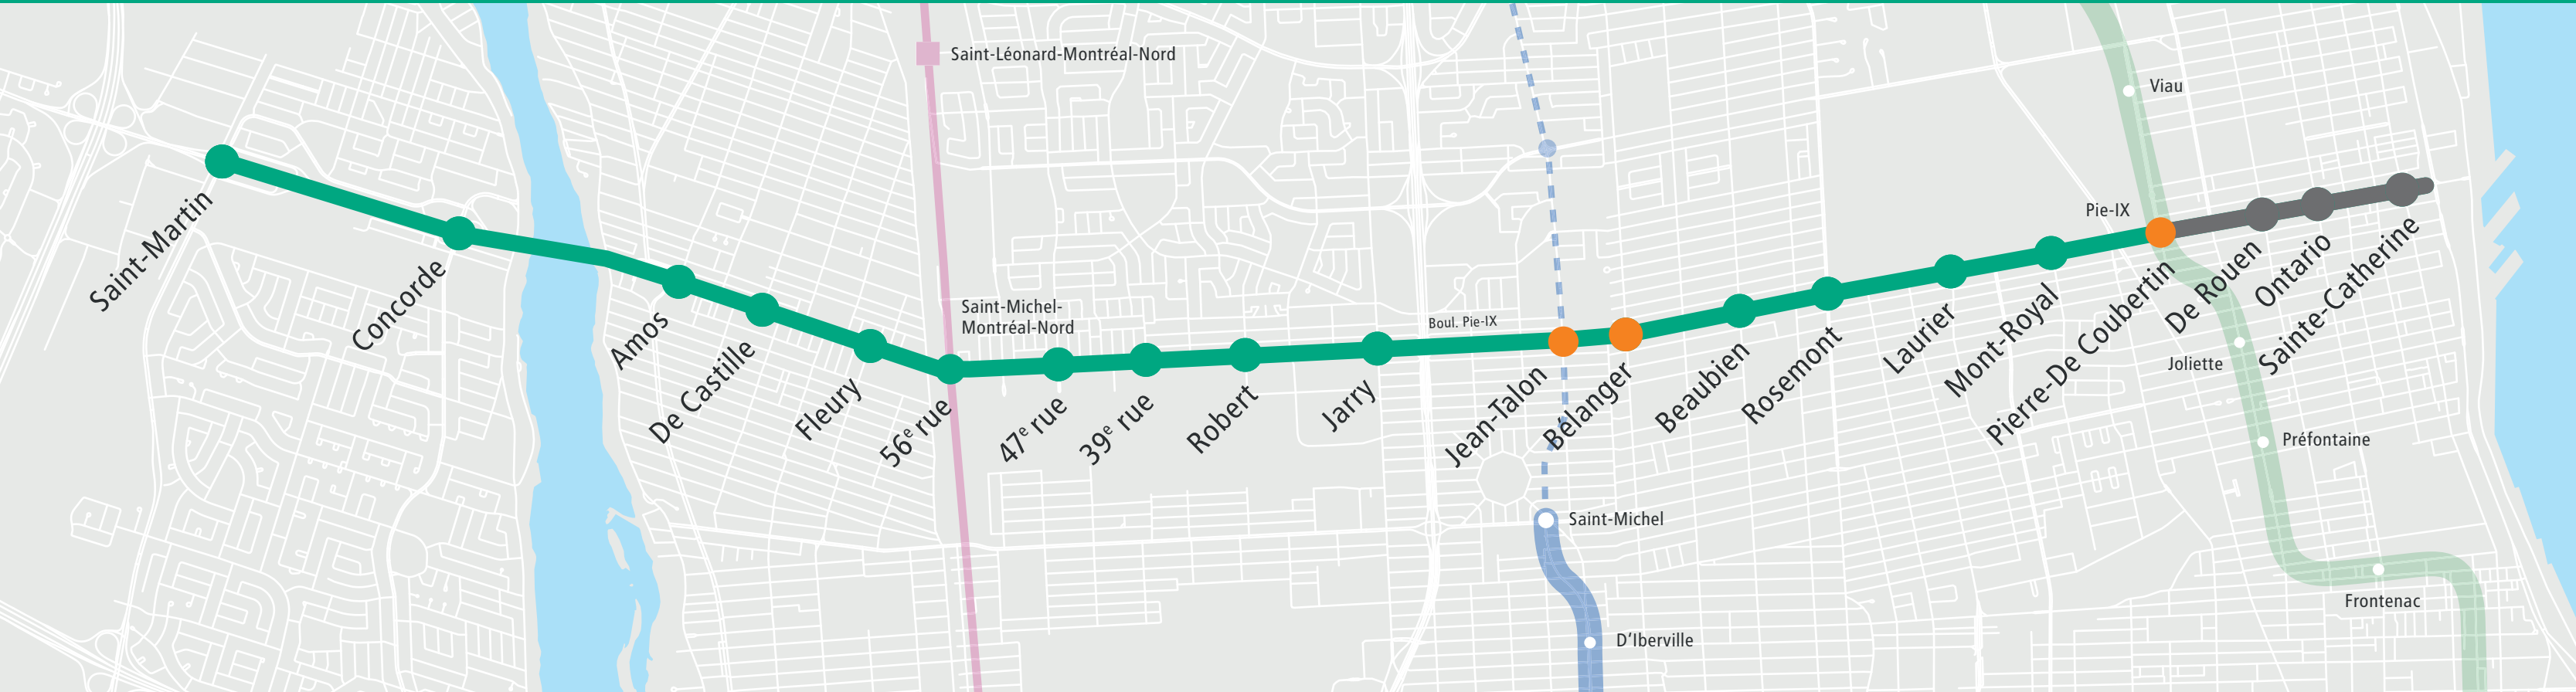 Saint-Léonard-Montréal-Nord
Viau
Saint-Martin
Concorde
Amos
De Castille
Fleury
56e rue
Saint-Michel-
Montréal-Nord
47e rue
39e rue
Robert
Jarry
Boul. Pie-IX
Jean-Talon
Bélanger
Beaubien
Rosemont
Laurier
Mont-Royal
Pie-IX
Pierre-De Coubertin
De Rouen
Ontario
Sainte-Catherine
Joliette
Préfontaine
Saint-Michel
Frontenac
D'Iberville